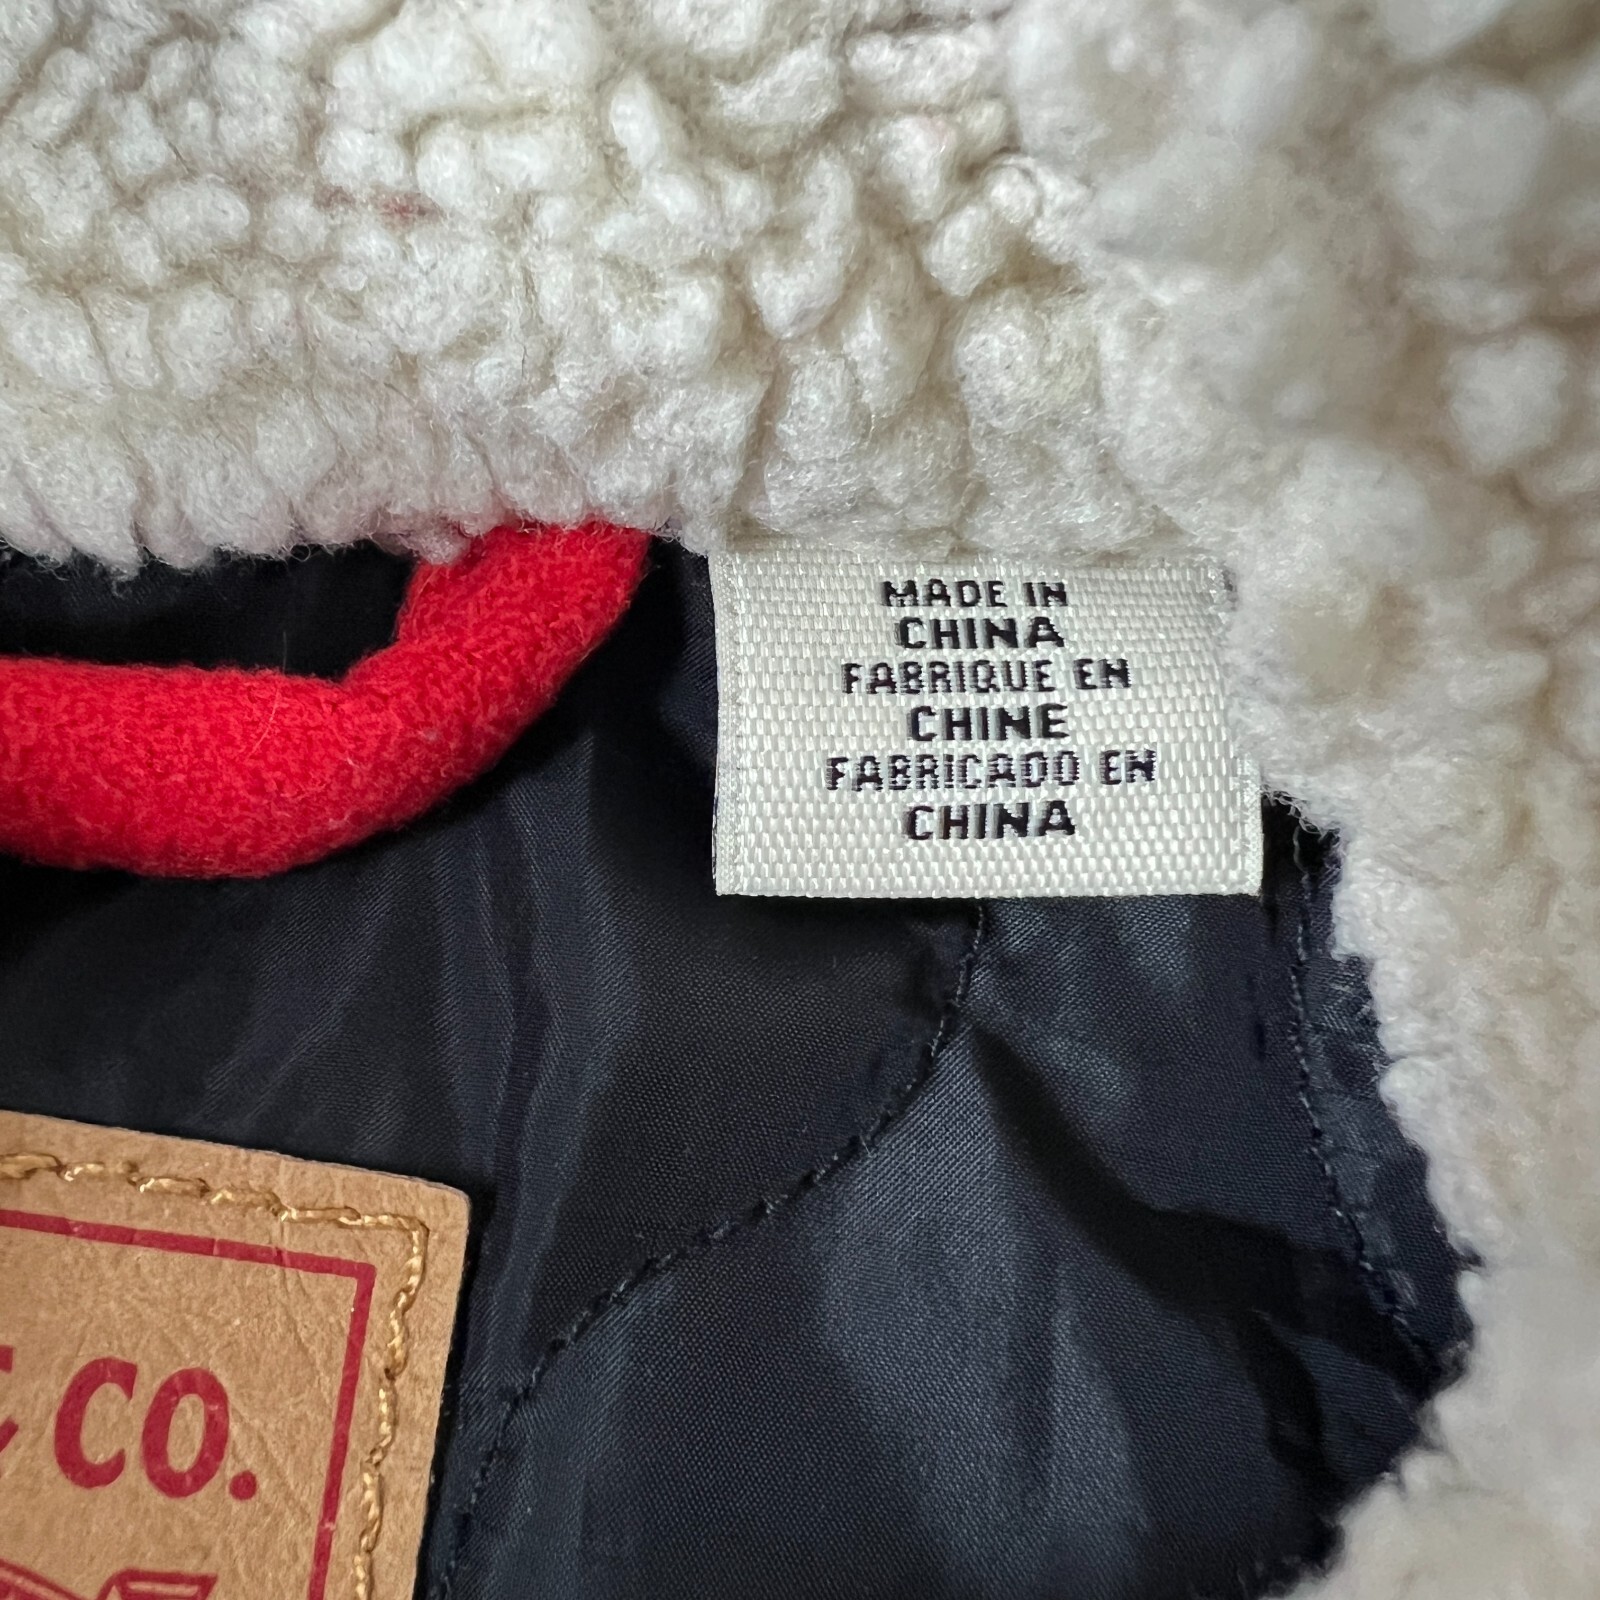 MADE IN
CHINA
FABRIQUE EN
CHINE
FABRICADO EN
CHINA
CO.